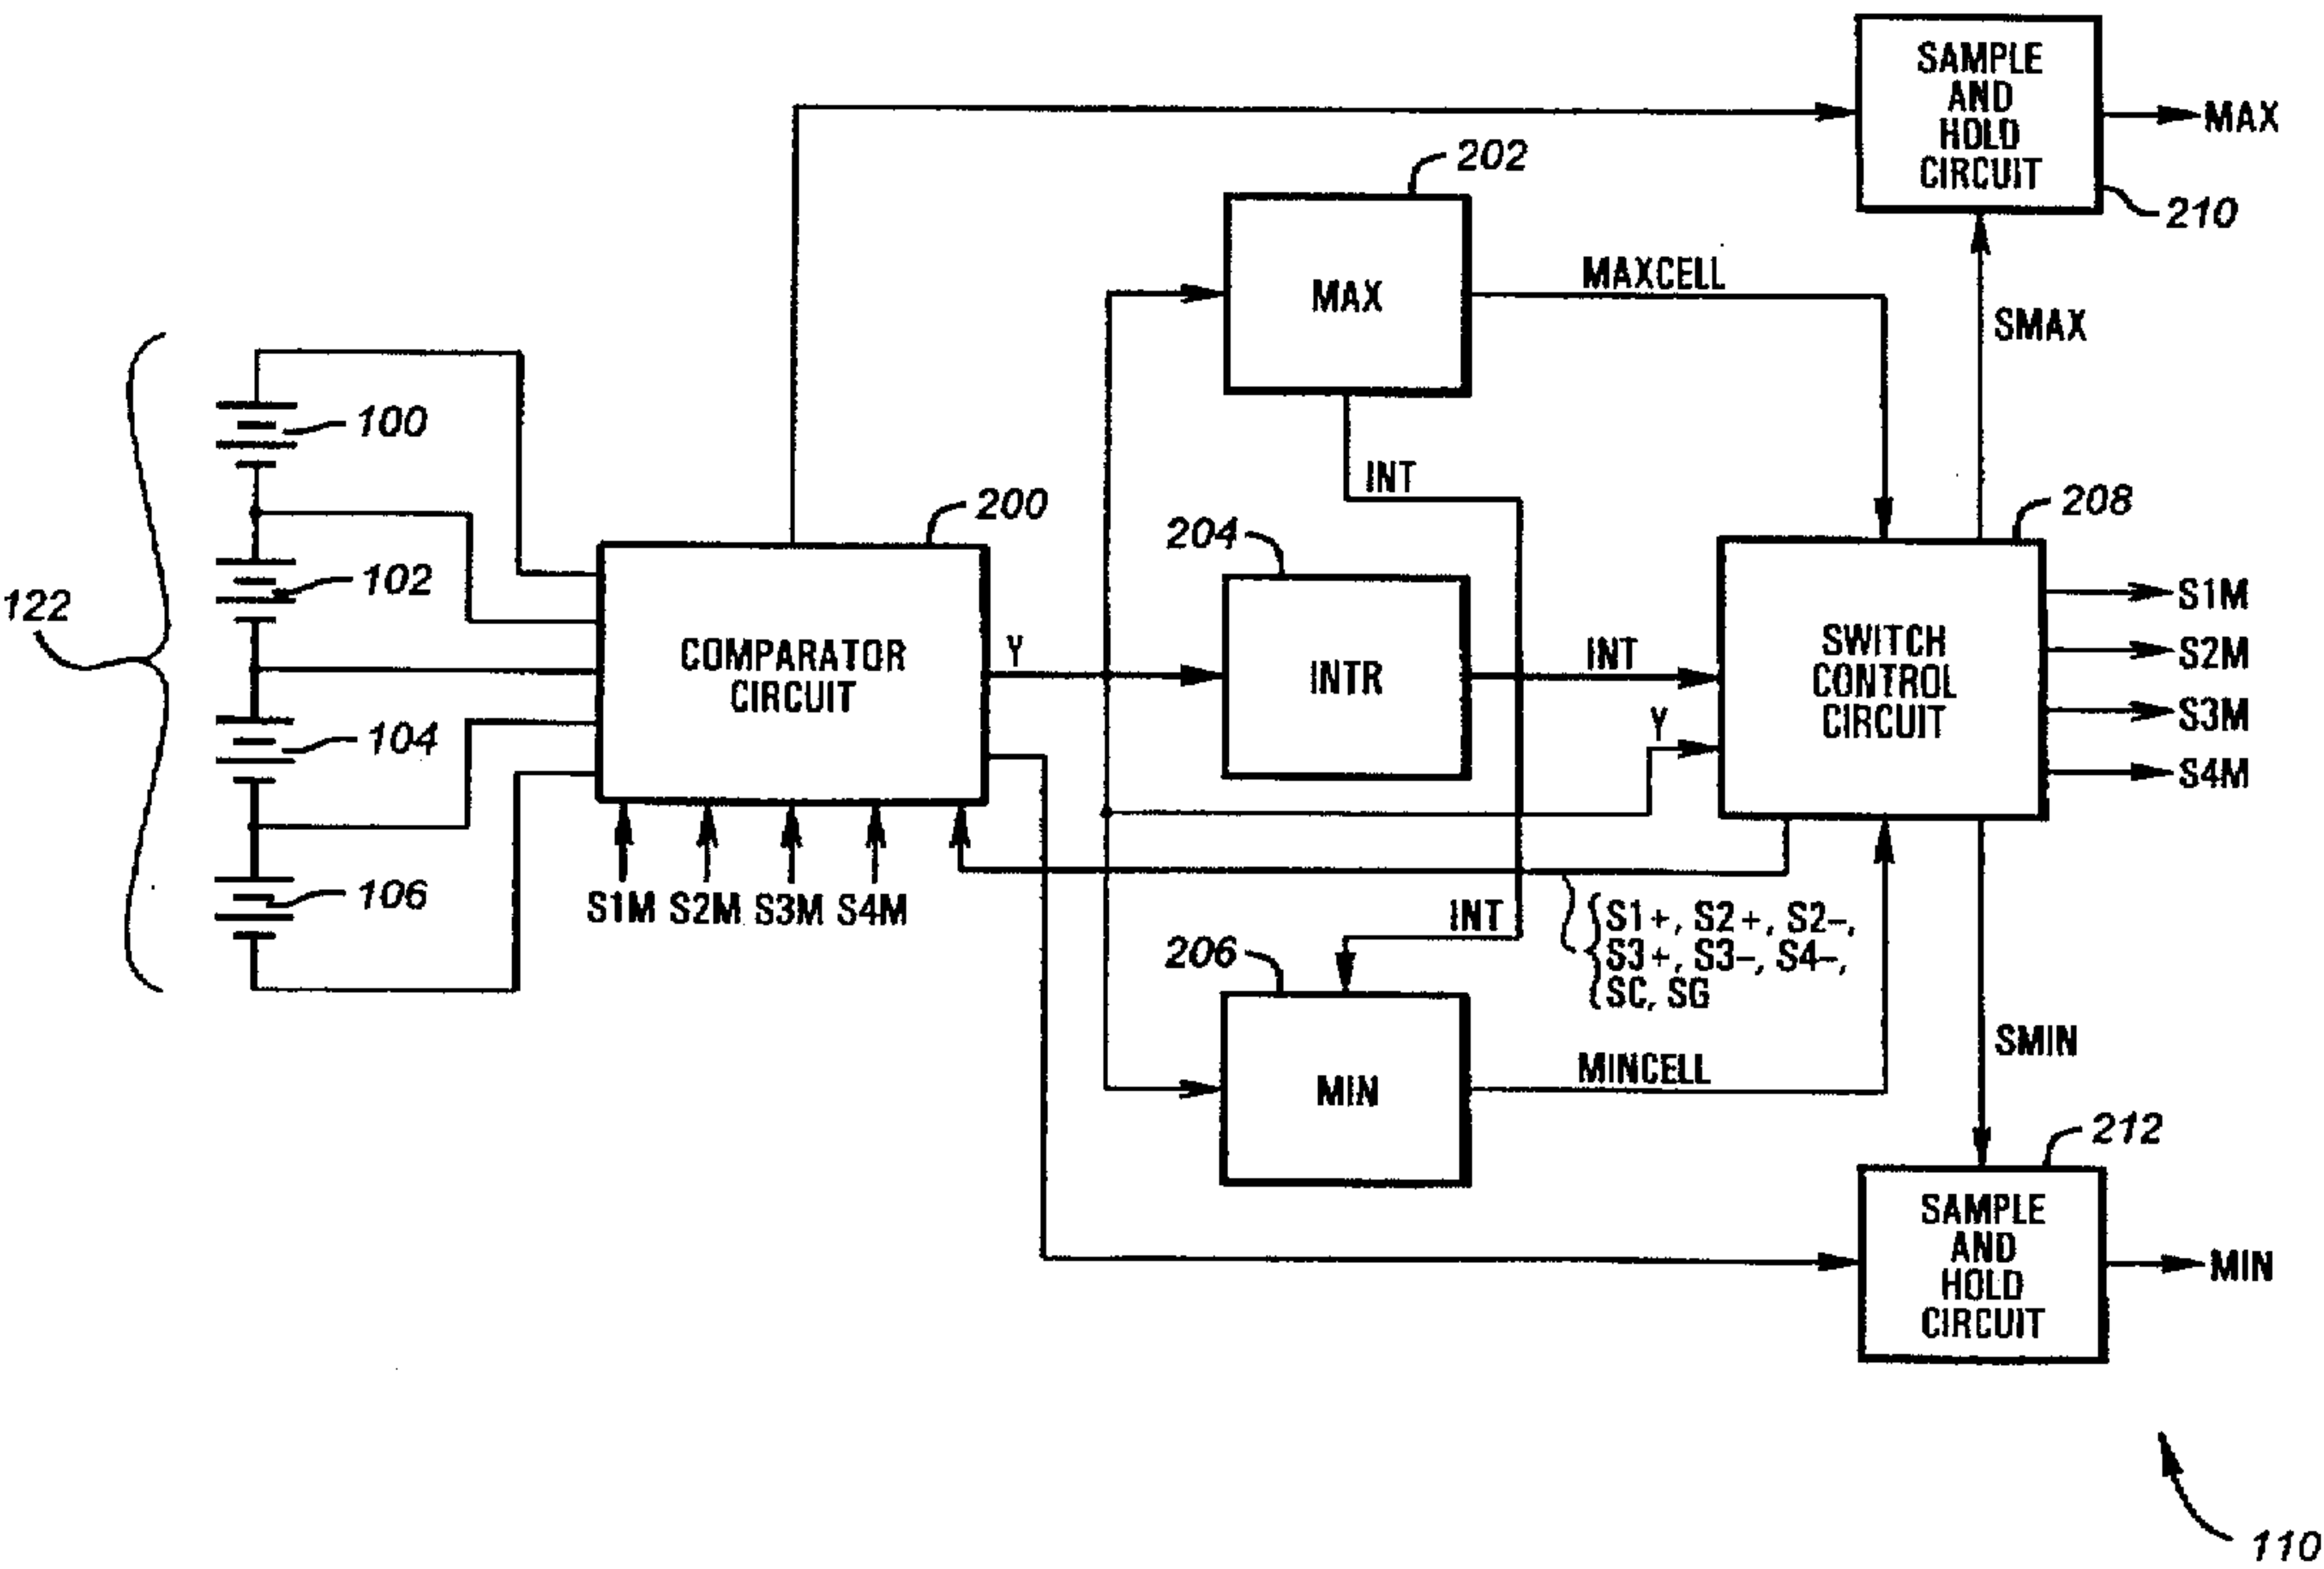 SAMPLE
AND
HOLD
CIRCUIT
MAX
210
202
MAX
MAXCELL
SMAX
INT
100
102
122
104
106
200
COMPARATOR
CIRCUIT
Y
S1M S2M S3M S4M
204
INTR
INT
Y
208
SWITCH
CONTROL
CIRCUIT
S1M
S2M
S3M
S4M
INT
S1+, S2+, S2-,
S3+, S3-, S4-,
SC, SG
206
MIN
MINCELL
SMIN
212
SAMPLE
AND
HOLD
CIRCUIT
MIN
110